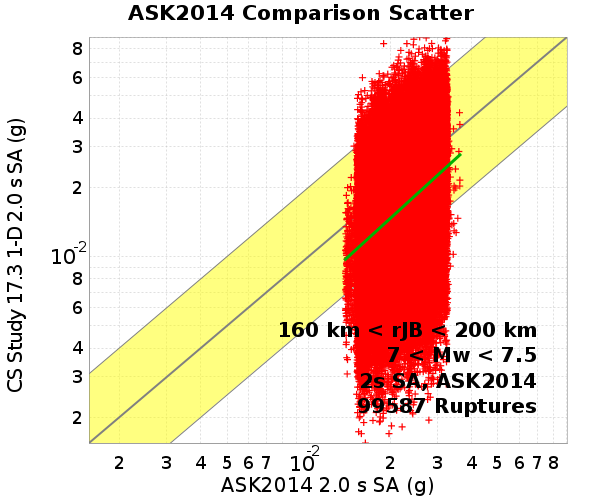 ASK2014 Comparison Scatter
CS Study 17.3 1-D 2.0 s SA (g)
8
6
4
3
2
10-2
8
6
4
3
2
160 km < rJB < 200 km
7 < Mw < 7.5
2s SA, ASK2014
99587 Ruptures
2 3 4 5 6 7 10-2 2 3 4 5 6 7 8
ASK2014 2.0 s SA (g)